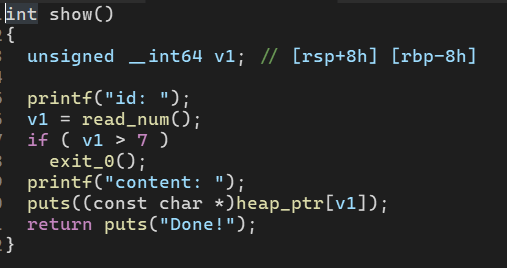 int show()
{
  unsigned __int64 v1; // [rsp+8h] [rbp-8h]

  printf("id: ");
  v1 = read_num();
  if ( v1 > 7 )
    exit_0();
  printf("content: ");
  puts((const char *)heap_ptr[v1]);
  return puts("Done!");
}